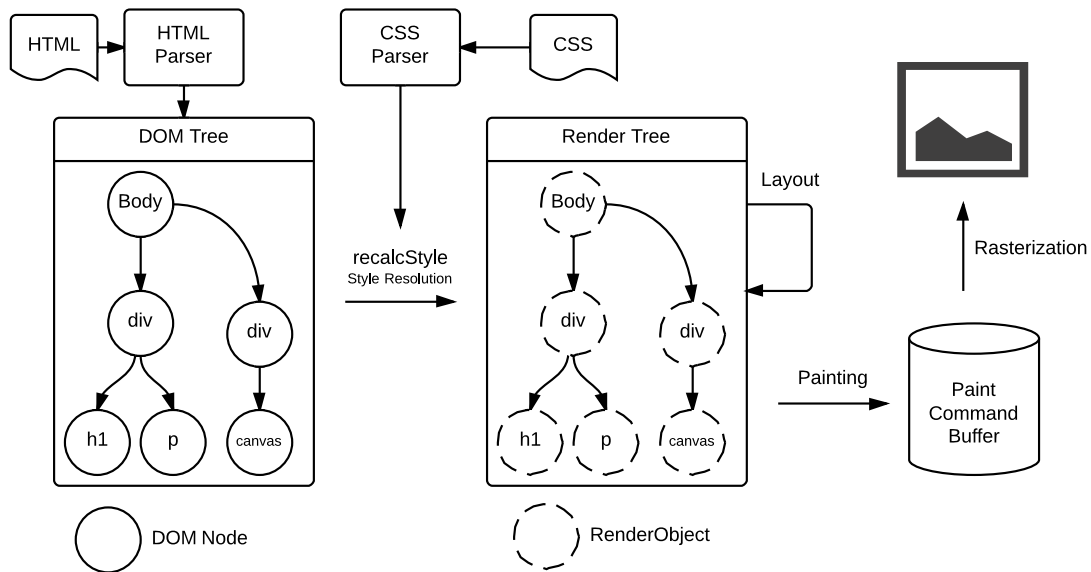 HTML
HTML
Parser
CSS
Parser
CSS
DOM Tree
Body
div
div
h1
p
canvas
DOM Node
recalcStyle
Style Resolution
Render Tree
Body
div
div
h1
p
canvas
RenderObject
Layout
Painting
Paint
Command
Buffer
Rasterization